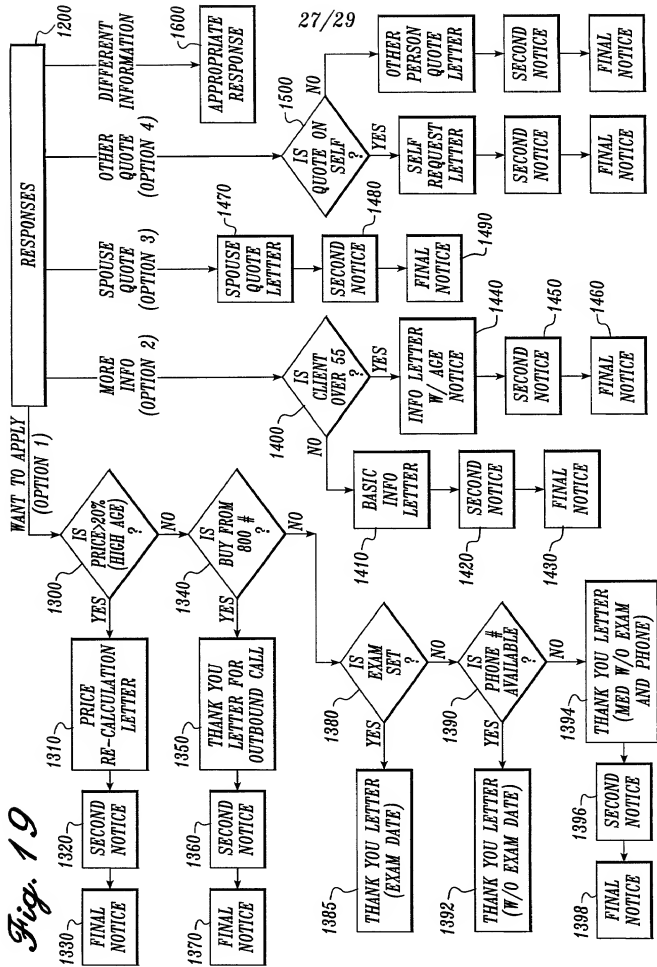 27/29
Fig. 19
RESPONSES
1200
WANT TO APPLY
(OPTION 1)
MORE
INFO
(OPTION 2)
SPOUSE
QUOTE
(OPTION 3)
OTHER
QUOTE
(OPTION 4)
DIFFERENT
INFORMATION
1300
IS
PRICE>20%
(HIGH AGE)
?
YES
NO
1310
PRICE
RE-CALCULATION
LETTER
1320
SECOND
NOTICE
1330
FINAL
NOTICE
1340
IS
BUY FROM
800 #
?
YES
NO
1350
THANK YOU
LETTER FOR
OUTBOUND CALL
1360
SECOND
NOTICE
1370
FINAL
NOTICE
1380
IS
EXAM
SET
?
YES
NO
1385
THANK YOU LETTER
(EXAM DATE)
1390
IS
PHONE #
AVAILABLE
?
YES
NO
1392
THANK YOU LETTER
(W/O EXAM DATE)
1394
THANK YOU LETTER
(MED W/O EXAM
AND PHONE)
1396
SECOND
NOTICE
1398
FINAL
NOTICE
1400
IS
CLIENT
OVER 55
?
NO
YES
1410
BASIC
INFO
LETTER
1420
SECOND
NOTICE
1430
FINAL
NOTICE
1440
INFO LETTER
W/ AGE
NOTICE
1450
SECOND
NOTICE
1460
FINAL
NOTICE
1470
SPOUSE
QUOTE
LETTER
1480
SECOND
NOTICE
1490
FINAL
NOTICE
1500
IS
QUOTE ON
SELF
?
YES
NO
SELF
REQUEST
LETTER
SECOND
NOTICE
FINAL
NOTICE
OTHER
PERSON
QUOTE
LETTER
SECOND
NOTICE
FINAL
NOTICE
1600
APPROPRIATE
RESPONSE